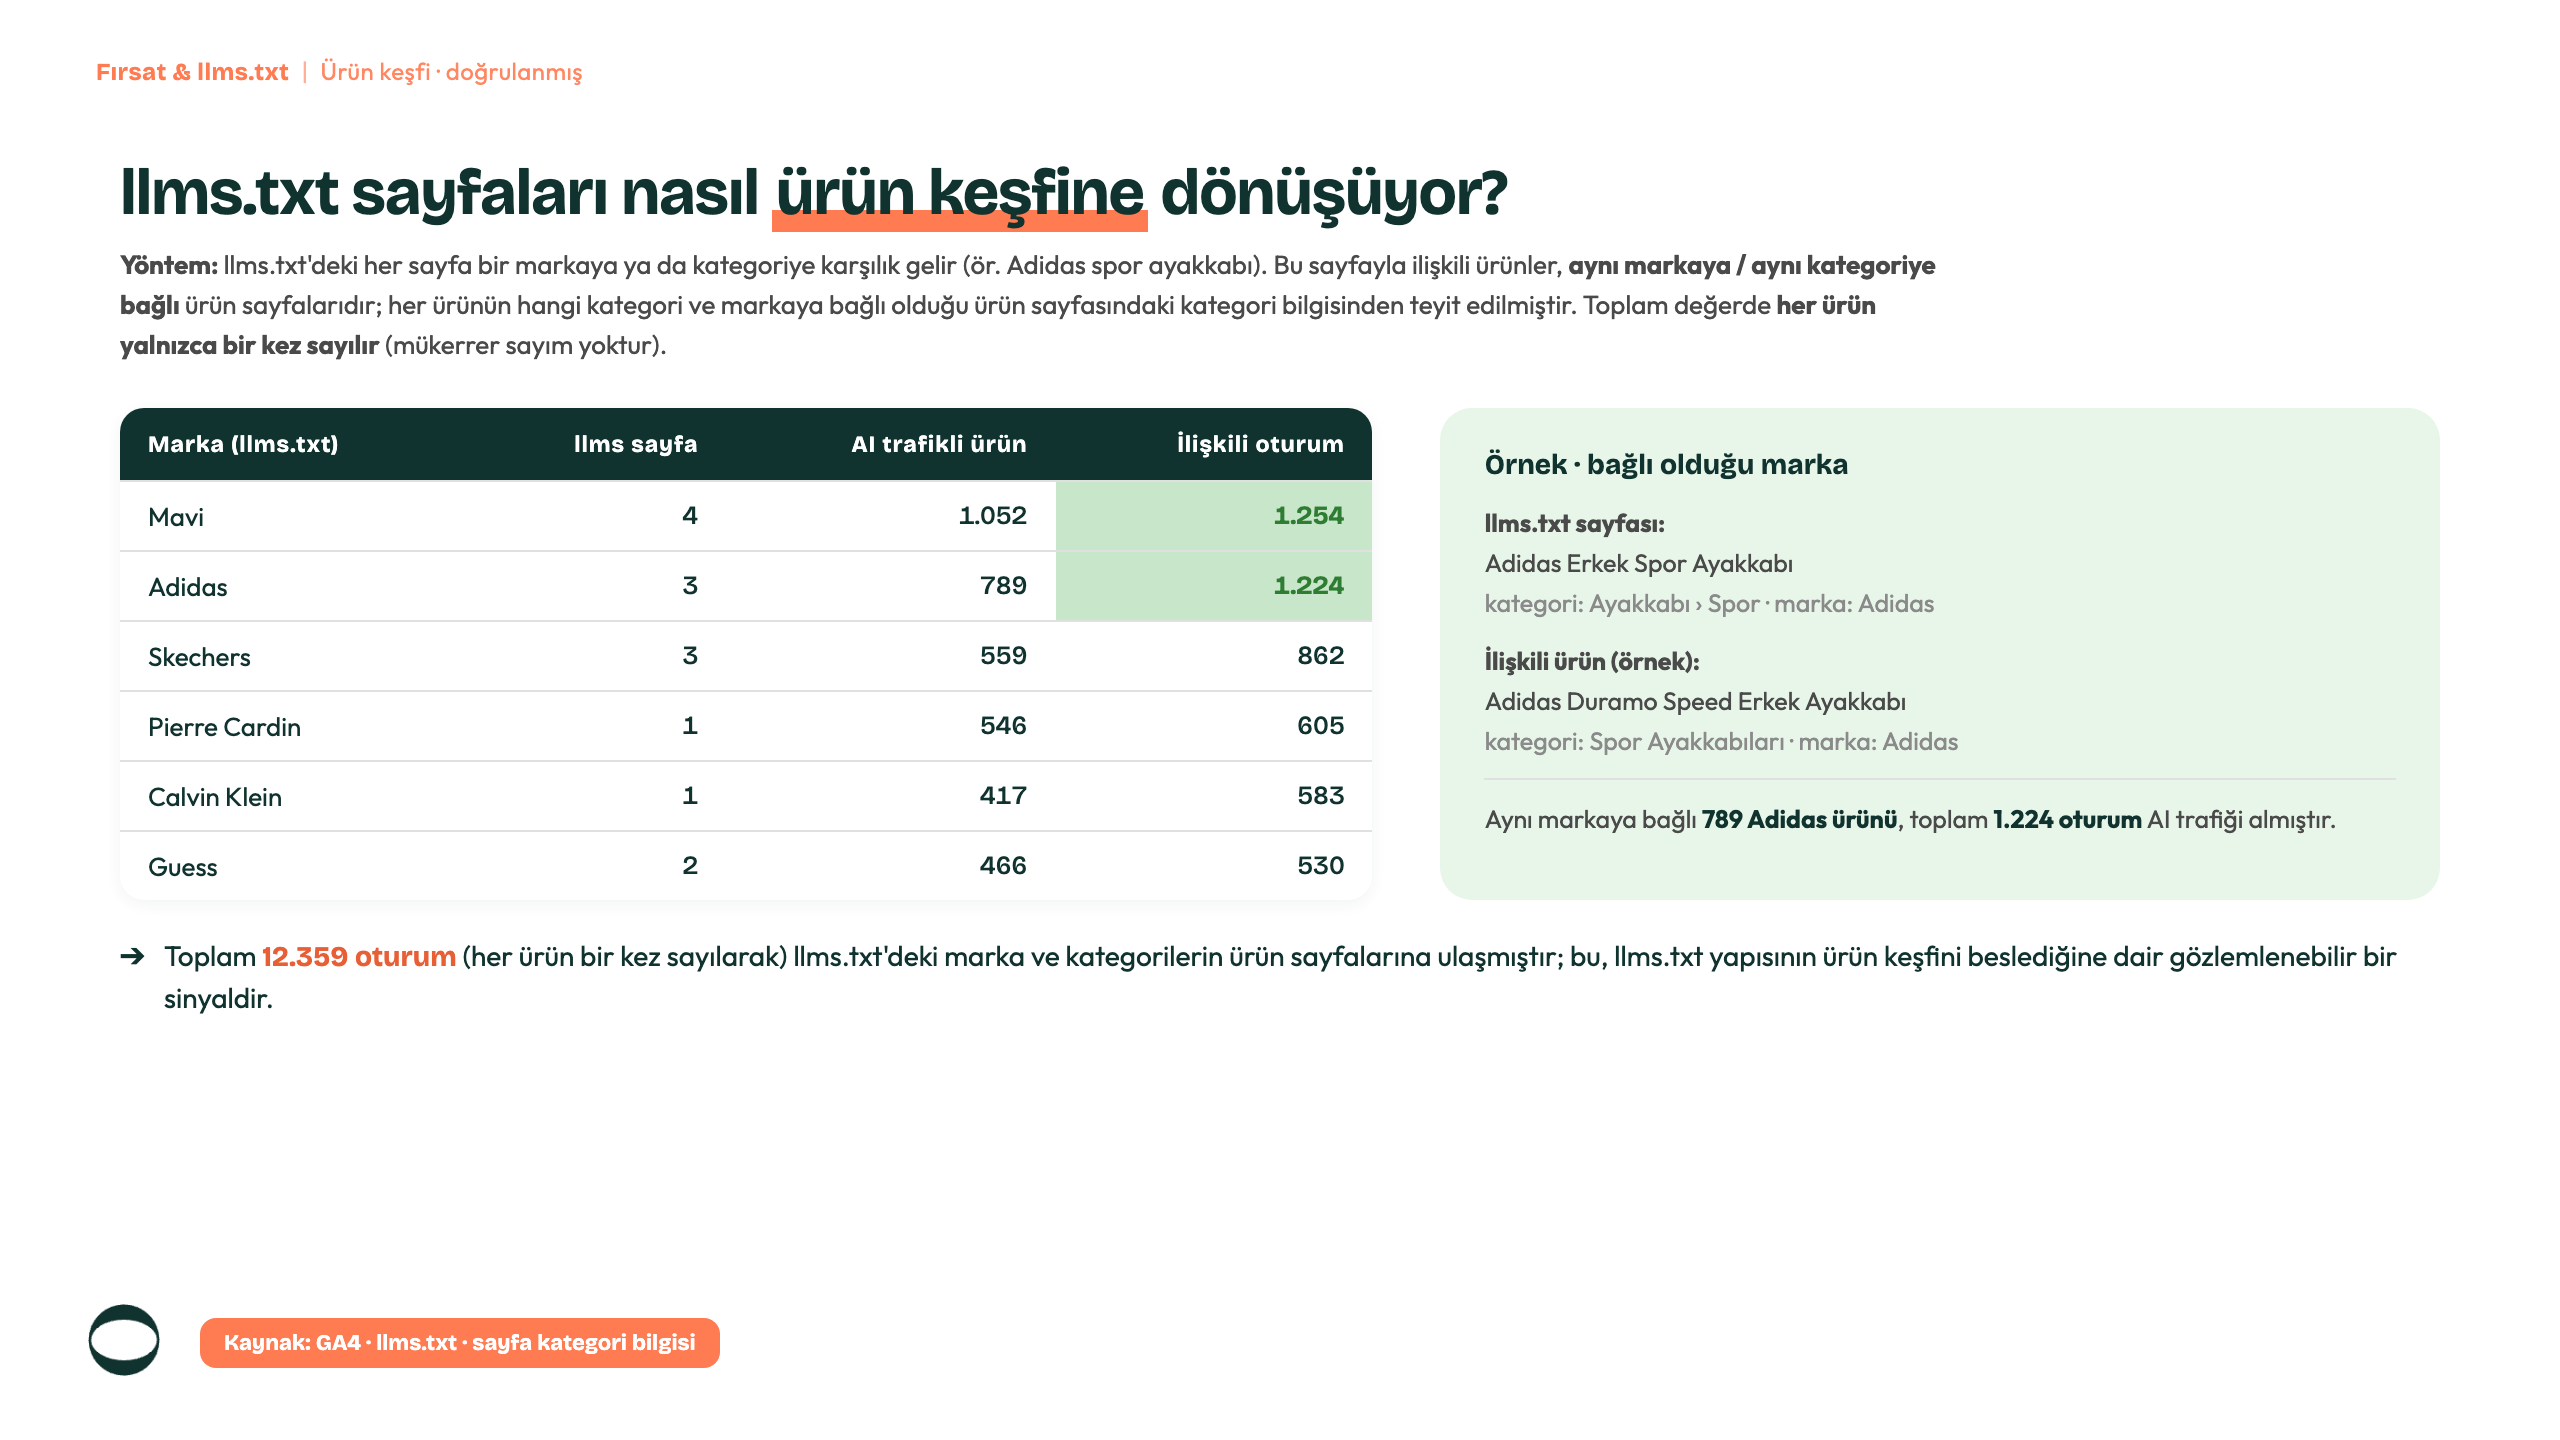 Fırsat & llms.txt | Ürün keşfi · doğrulanmış
llms.txt sayfaları nasıl ürün keşfine dönüşüyor?
Yöntem: llms.txt'deki her sayfa bir markaya ya da kategoriye karşılık gelir (ör. Adidas spor ayakkabı). Bu sayfayla ilişkili ürünler, aynı markaya / aynı kategoriye
bağlı ürün sayfalarıdır; her ürünün hangi kategori ve markaya bağlı olduğu ürün sayfasındaki kategori bilgisinden teyit edilmiştir. Toplam değerde her ürün
yalnızca bir kez sayılır (mükerrer sayım yoktur).
Marka (llms.txt) llms sayfa AI trafikli ürün İlişkili oturum
Mavi 4 1.052 1.254
Adidas 3 789 1.224
Skechers 3 559 862
Pierre Cardin 1 546 605
Calvin Klein 1 417 583
Guess 2 466 530
Örnek · bağlı olduğu marka
llms.txt sayfası:
Adidas Erkek Spor Ayakkabı
kategori: Ayakkabı › Spor · marka: Adidas
İlişkili ürün (örnek):
Adidas Duramo Speed Erkek Ayakkabı
kategori: Spor Ayakkabıları · marka: Adidas
Aynı markaya bağlı 789 Adidas ürünü, toplam 1.224 oturum AI trafiği almıştır.
→ Toplam 12.359 oturum (her ürün bir kez sayılarak) llms.txt'deki marka ve kategorilerin ürün sayfalarına ulaşmıştır; bu, llms.txt yapısının ürün keşfini beslediğine dair gözlemlenebilir bir
sinyaldir.
Kaynak: GA4 · llms.txt · sayfa kategori bilgisi